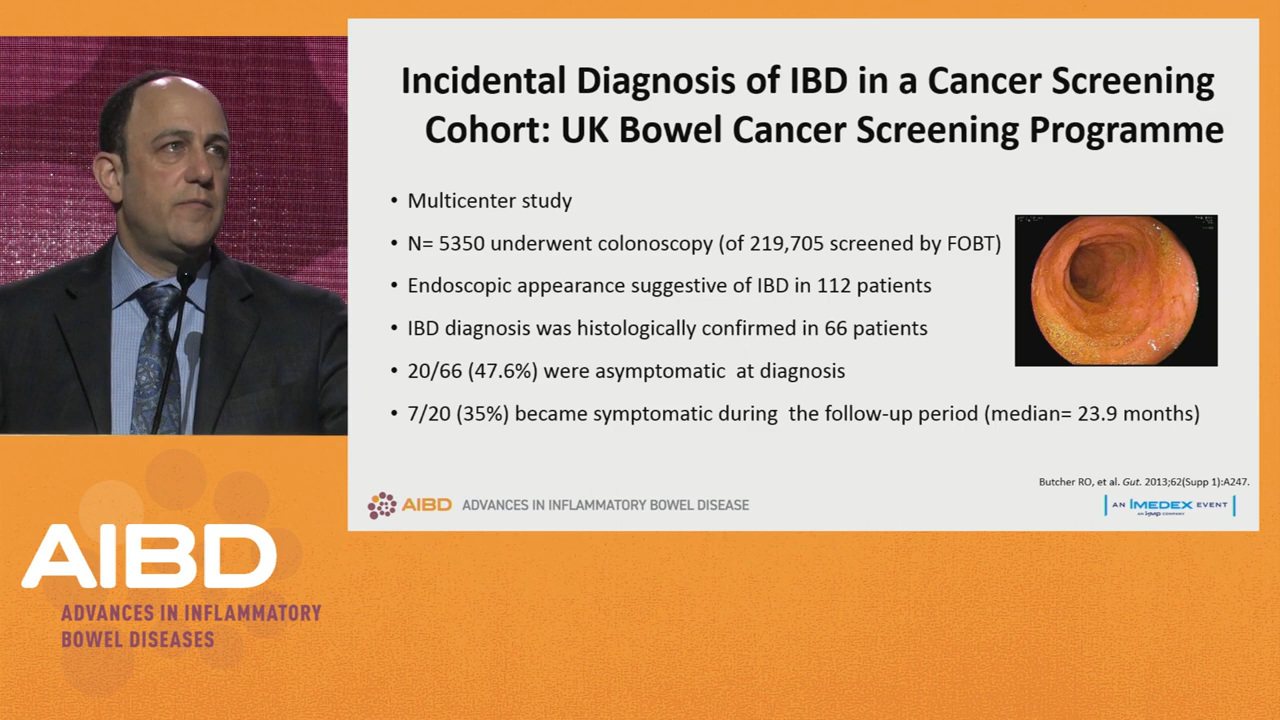 Incidental Diagnosis of IBD in a Cancer Screening
Cohort: UK Bowel Cancer Screening Programme
• Multicenter study
• N= 5350 underwent colonoscopy (of 219,705 screened by FOBT)
• Endoscopic appearance suggestive of IBD in 112 patients
• IBD diagnosis was histologically confirmed in 66 patients
• 20/66 (47.6%) were asymptomatic at diagnosis
• 7/20 (35%) became symptomatic during the follow-up period (median= 23.9 months)
Butcher RO, et al. Gut. 2013;62(Supp 1):A247.
AIBD ADVANCES IN INFLAMMATORY BOWEL DISEASE
AN IMEDEX EVENT
AN COMPANY
AIBD
ADVANCES IN INFLAMMATORY
BOWEL DISEASES